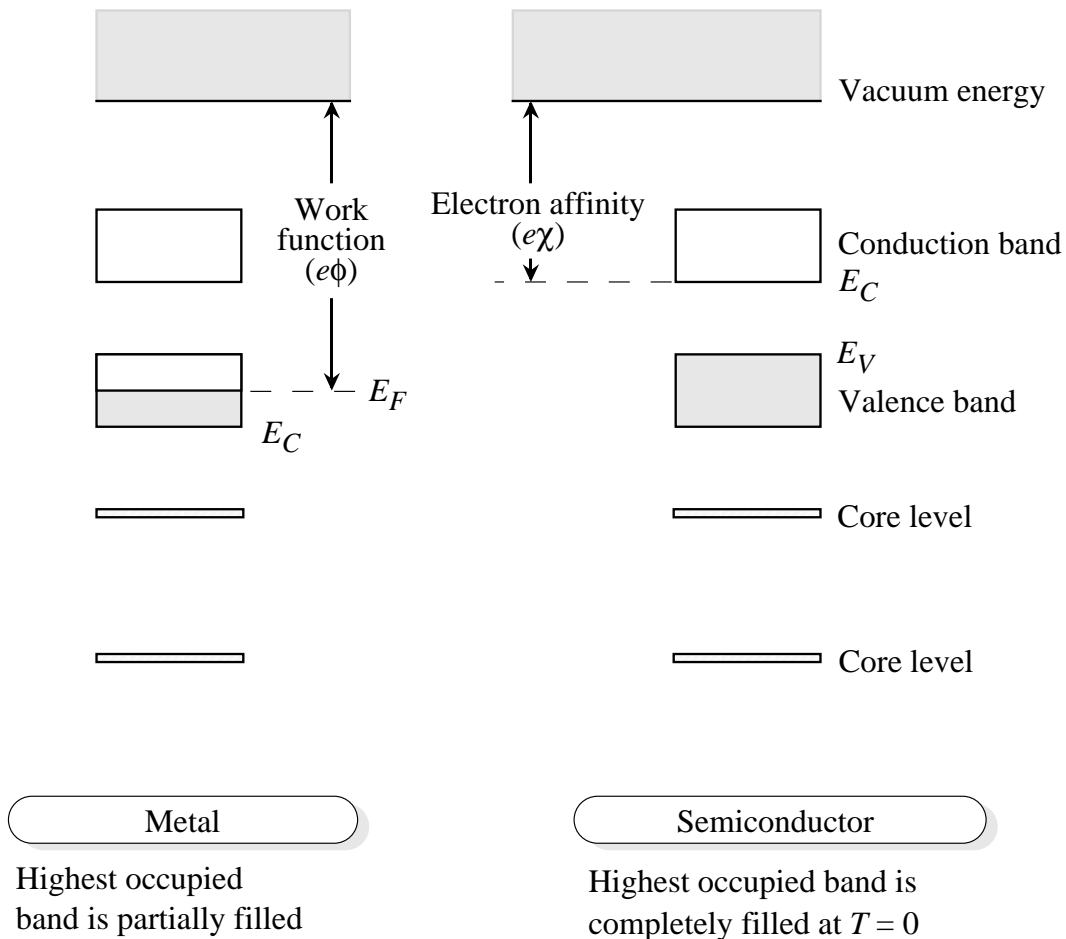 Vacuum energy
Work
function
(eϕ)
Electron affinity
(eχ)
Conduction band
E_C
E_F
E_C
E_V
Valence band
Core level
Core level
Metal
Highest occupied
band is partially filled
Semiconductor
Highest occupied band is
completely filled at T = 0